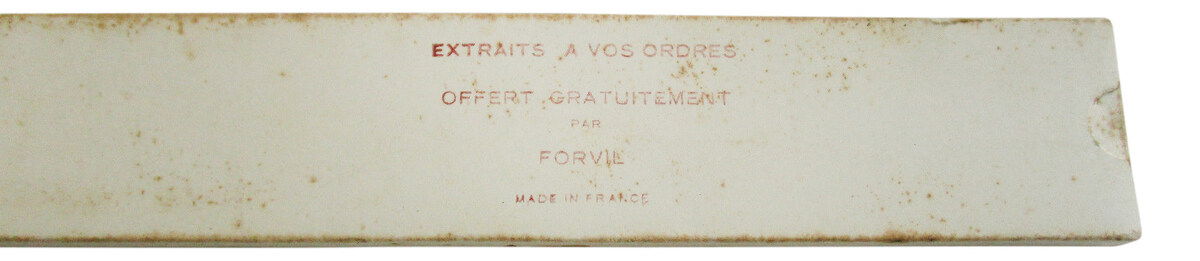 EXTRAITS A VOS ORDRES
OFFERT GRATUITEMENT
PAR
FORVIL
MADE IN FRANCE